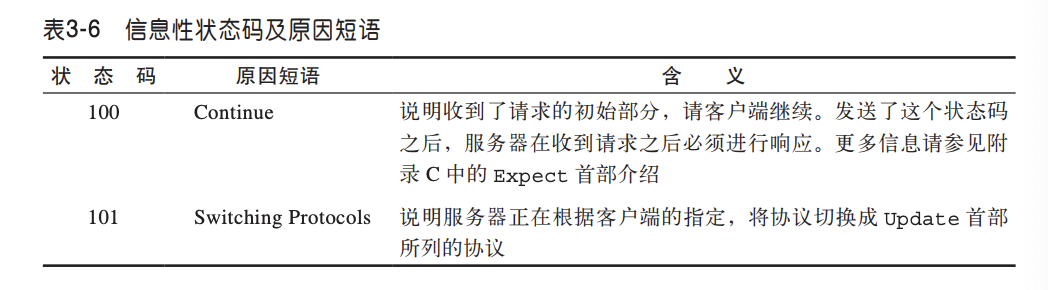 表3-6 信息性状态码及原因短语
状 态 码 原因短语 含 义
100 Continue 说明收到了请求的初始部分，请客户端继续。发送了这个状态码
之后，服务器在收到请求之后必须进行响应。更多信息请参见附
录 C 中的 Expect 首部介绍
101 Switching Protocols 说明服务器正在根据客户端的指定，将协议切换成 Update 首部
所列的协议